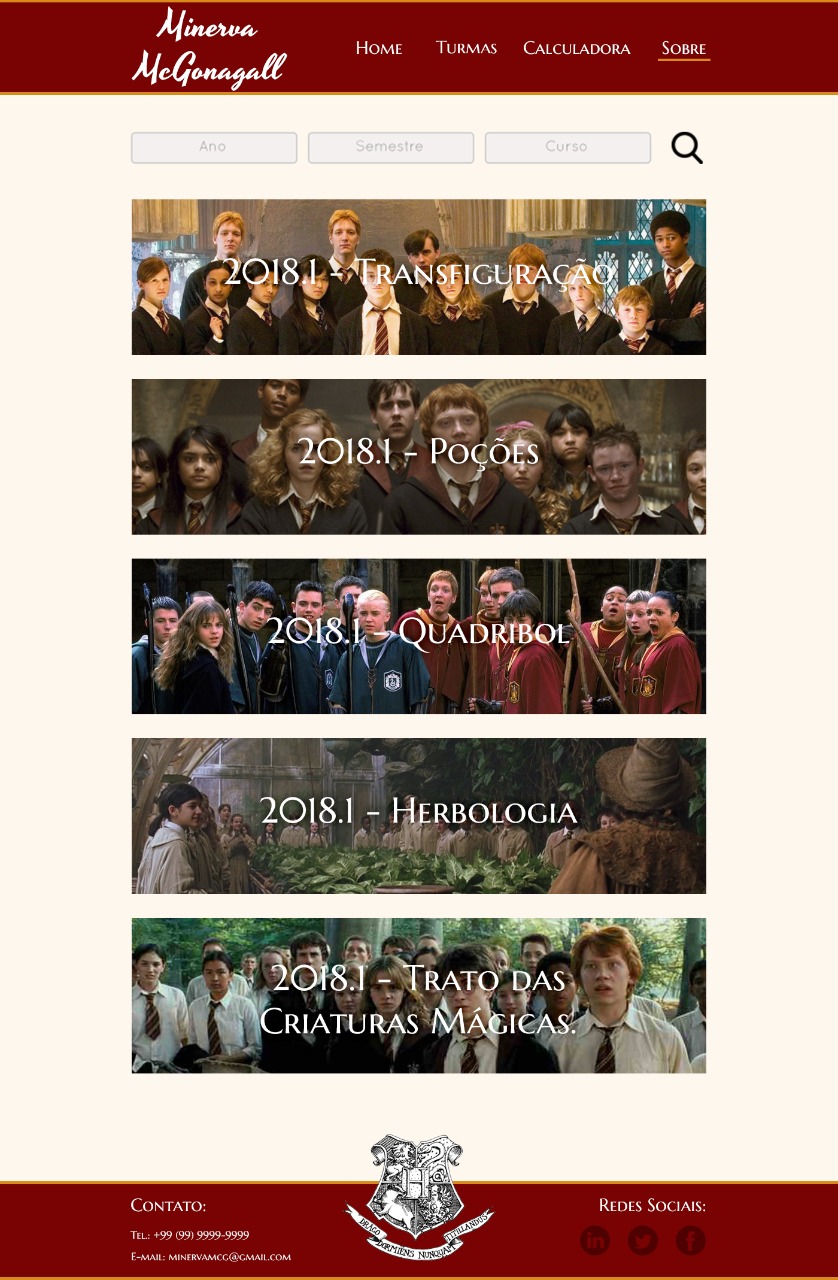 Minerva
McGonagall
Home Turmas Calculadora Sobre
Ano Semestre Curso
2018.1 - Transfiguração
2018.1 - Poções
2018.1 - Quadribol
2018.1 - Herbologia
2018.1 - Trato das
Criaturas Mágicas.
Contato:
Tel.: +99 (99) 9999-9999
E-mail: minervamcg@gmail.com
H
DRACO DORMIENS NUNQUAM TITILLANDUS
Redes Sociais:
in f